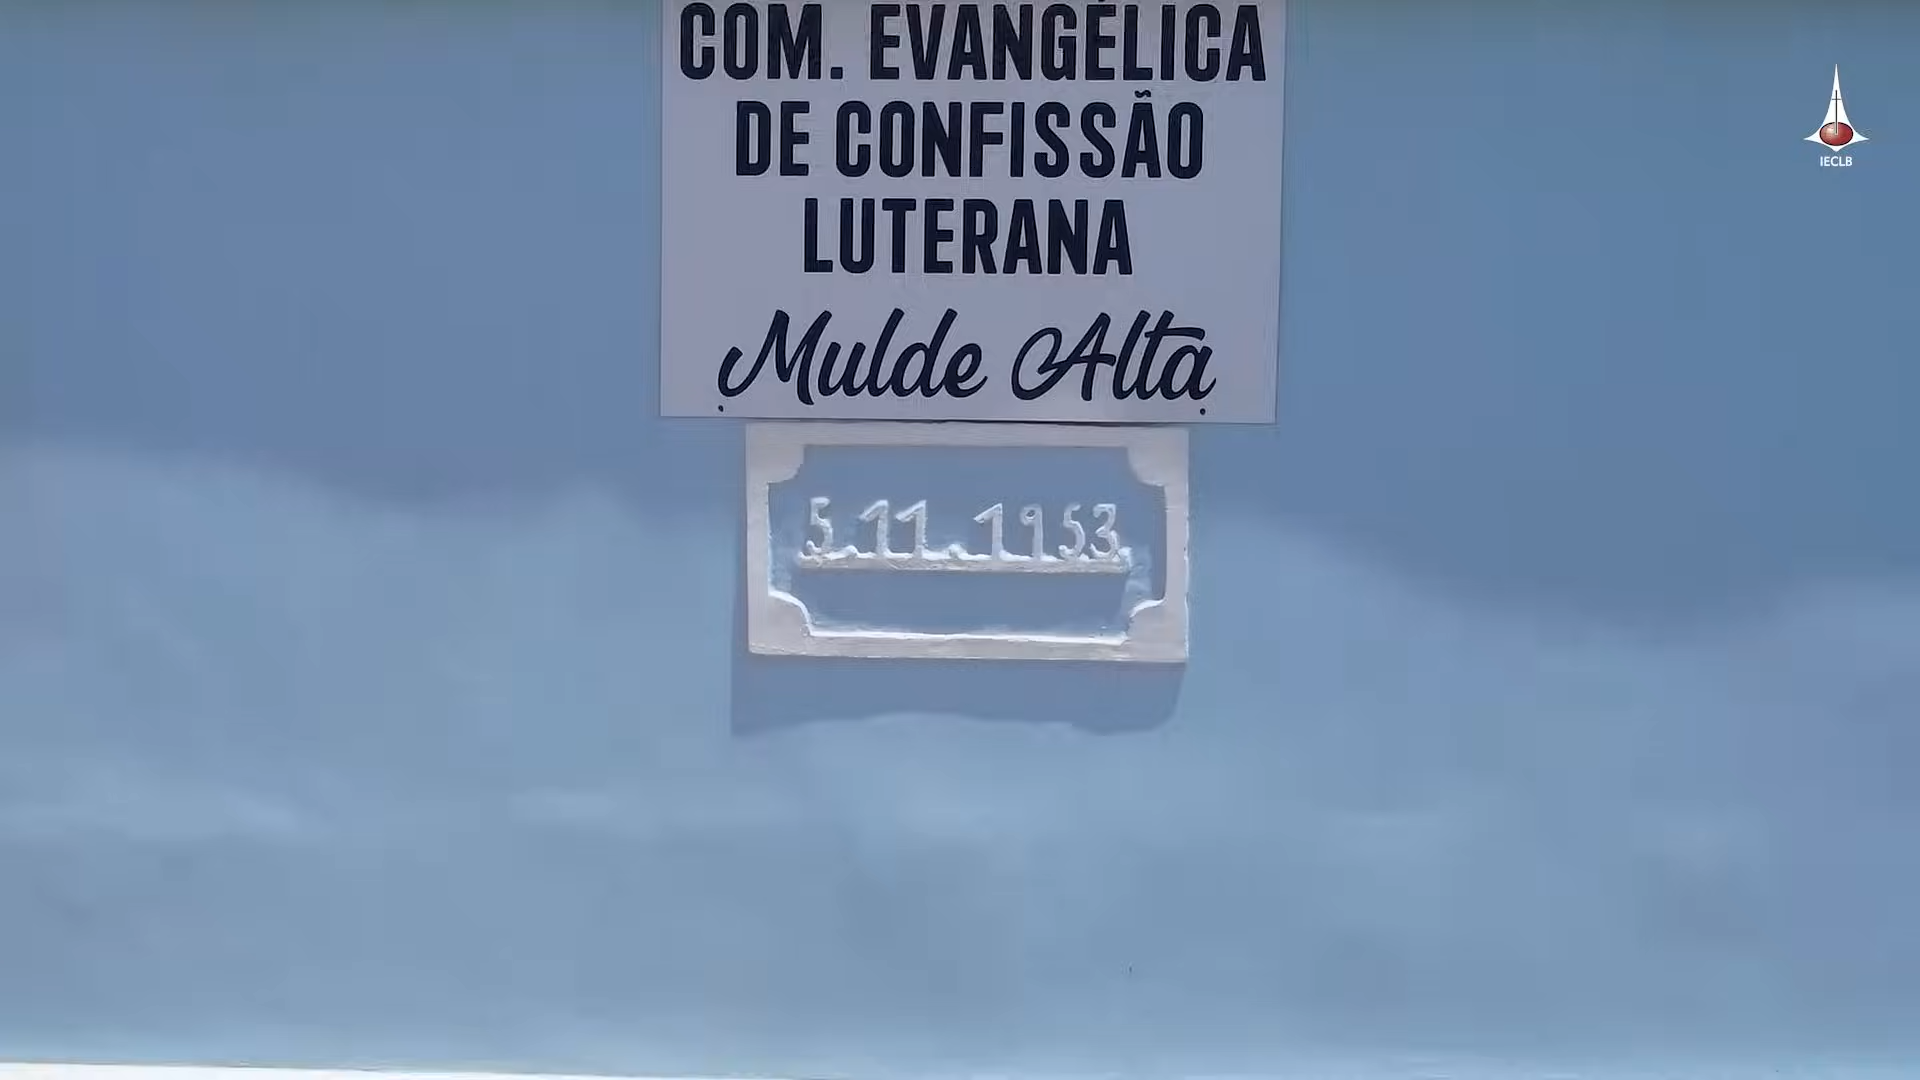 COM. EVANGÉLICA
DE CONFISSÃO
LUTERANA
Mulde Alta
5.11.1953
IECLB